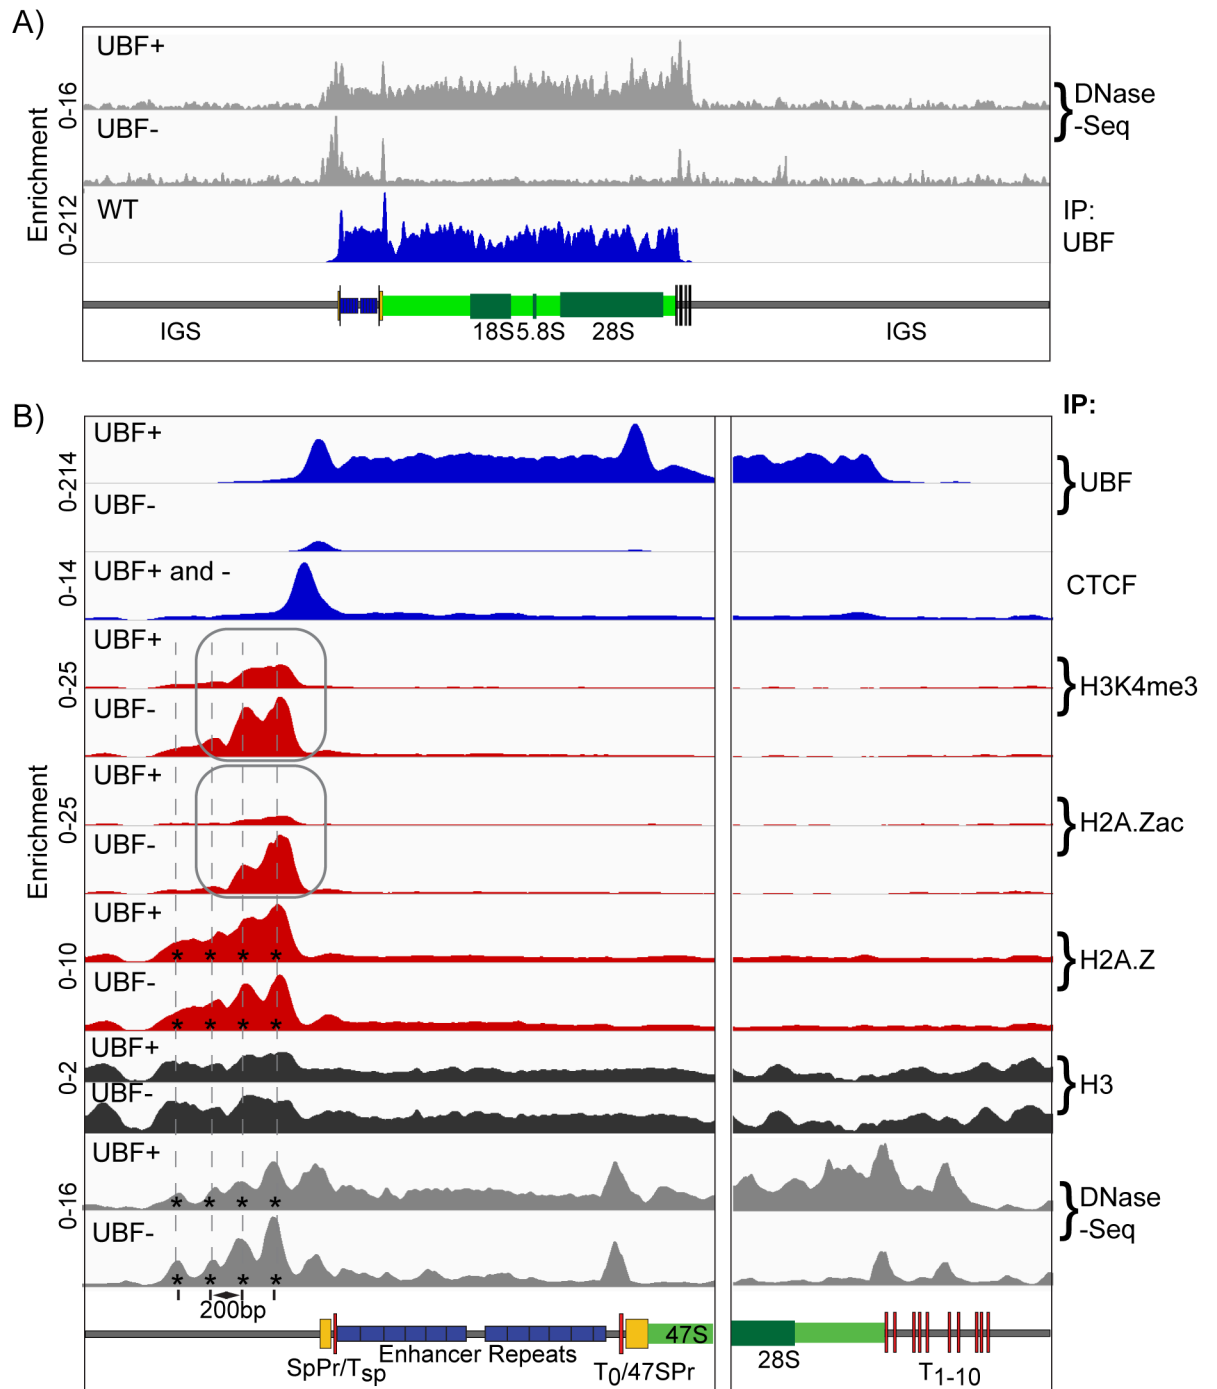 A)
UBF+
0-16
UBF-
DNase
-Seq
Enrichment
WT
0-212
IP:
UBF
IGS
18S
5.8S
28S
IGS
B)
IP:
UBF+
0-214
UBF-
UBF
UBF+ and -
0-14
CTCF
UBF+
0-25
UBF-
H3K4me3
UBF+
0-25
UBF-
H2A.Zac
Enrichment
UBF+
0-10
* * * *
UBF-
* * * *
H2A.Z
UBF+
0-2
UBF-
H3
UBF+
0-16
* * * *
UBF-
* * * *
DNase
-Seq
200bp
47S
SpPr/Tsp
Enhancer Repeats
T0/47SPr
28S
T1-10